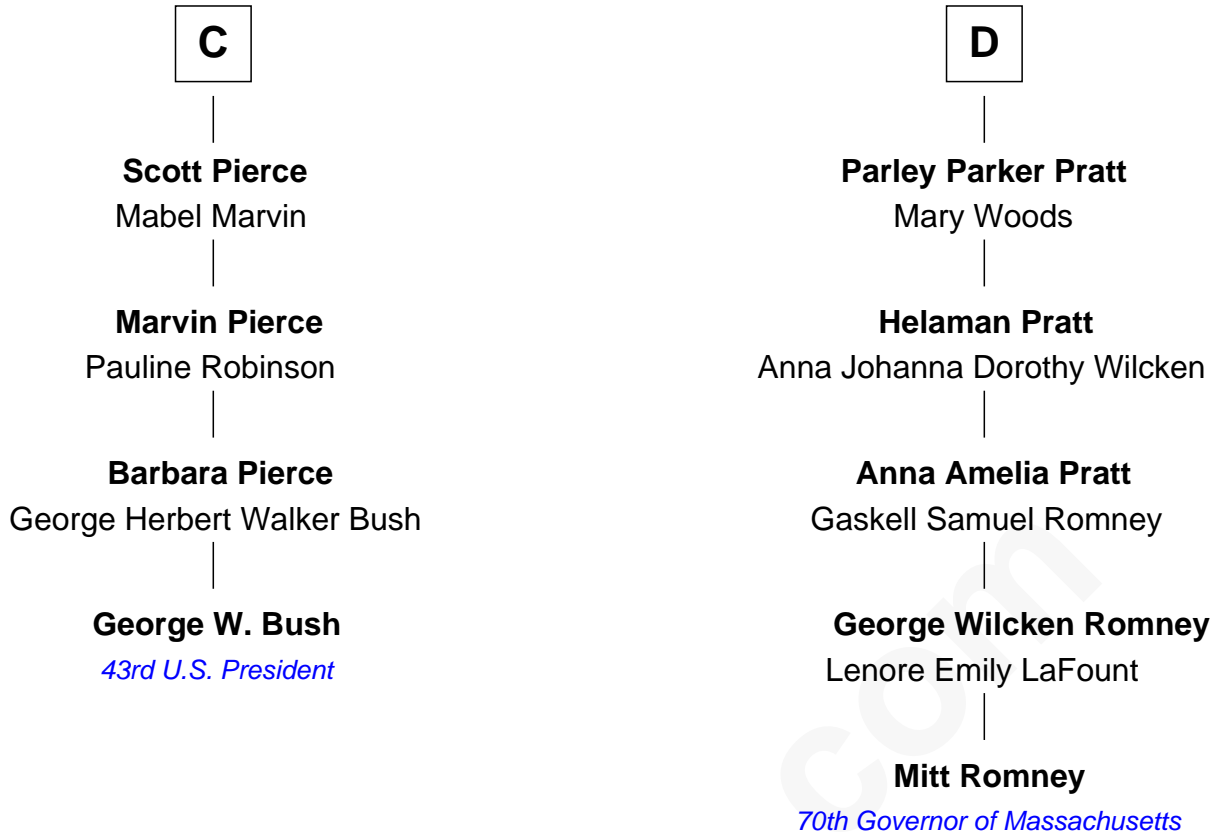 C
Scott Pierce
Mabel Marvin
Marvin Pierce
Pauline Robinson
Barbara Pierce
George Herbert Walker Bush
George W. Bush
43rd U.S. President
D
Parley Parker Pratt
Mary Woods
Helaman Pratt
Anna Johanna Dorothy Wilcken
Anna Amelia Pratt
Gaskell Samuel Romney
George Wilcken Romney
Lenore Emily LaFount
Mitt Romney
70th Governor of Massachusetts
com